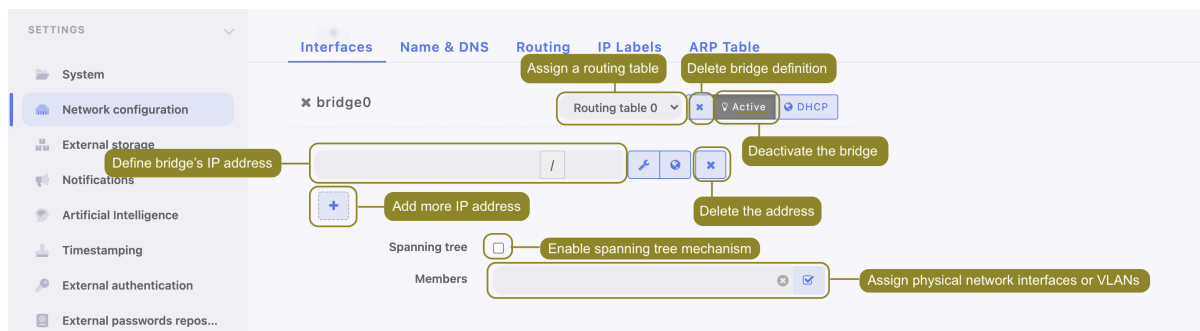 SETTINGS
System
Network configuration
External storage
Notifications
Artificial Intelligence
Timestamping
External authentication
External passwords repos...
Interfaces Name & DNS Routing IP Labels ARP Table
Assign a routing table Delete bridge definition
bridge0 Routing table 0 Active DHCP
Deactivate the bridge
Define bridge's IP address /
Add more IP address Delete the address
Spanning tree Enable spanning tree mechanism
Members Assign physical network interfaces or VLANs